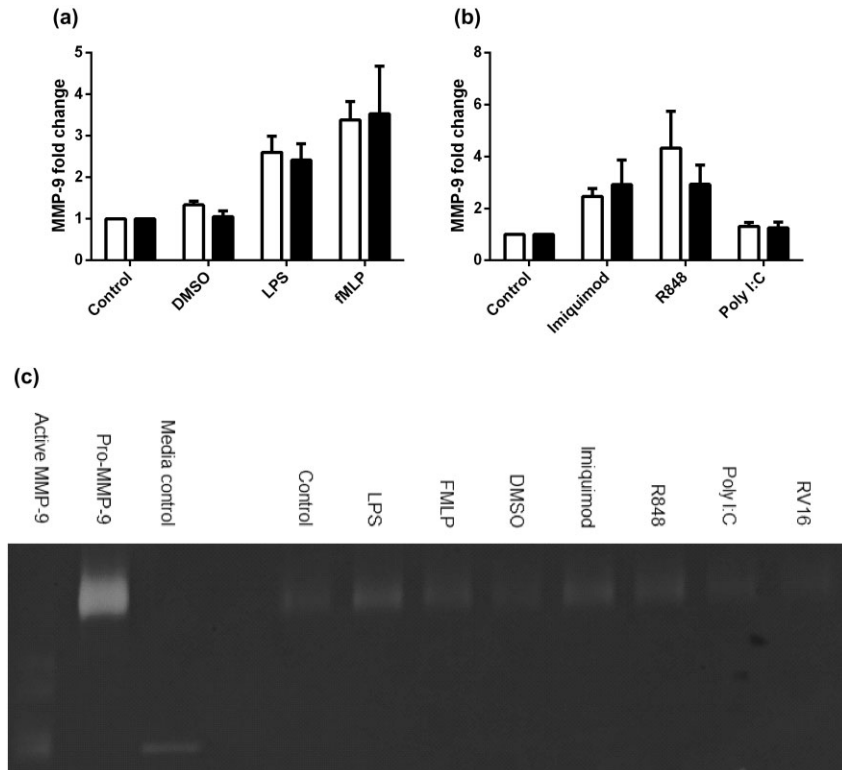 (a)
MMP-9 fold change
5
4
3
2
1
0
Control
DMSO
LPS
fMLP
(b)
MMP-9 fold change
8
6
4
2
0
Control
Imiquimod
R848
Poly I:C
(c)
Active MMP-9
Pro-MMP-9
Media control
Control
LPS
FMLP
DMSO
Imiquimod
R848
Poly I:C
RV16